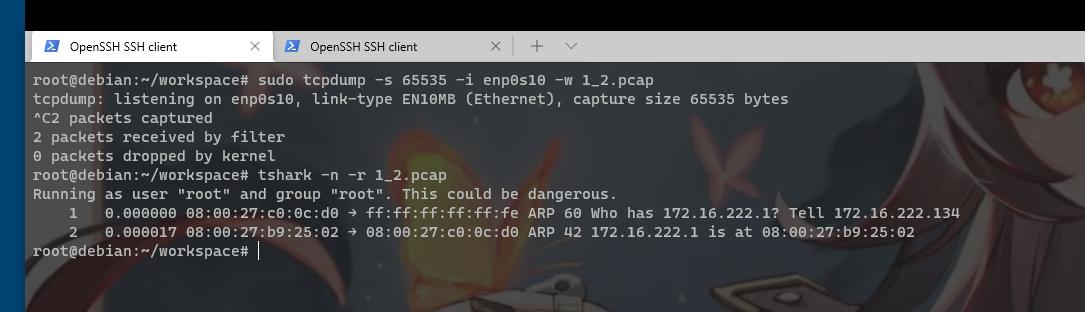 OpenSSH SSH client
OpenSSH SSH client
root@debian:~/workspace# sudo tcpdump -s 65535 -i enp0s10 -w 1_2.pcap
tcpdump: listening on enp0s10, link-type EN10MB (Ethernet), capture size 65535 bytes
^C2 packets captured
2 packets received by filter
0 packets dropped by kernel
root@debian:~/workspace# tshark -n -r 1_2.pcap
Running as user "root" and group "root". This could be dangerous.
    1   0.000000 08:00:27:c0:0c:d0 → ff:ff:ff:ff:ff:fe ARP 60 Who has 172.16.222.1? Tell 172.16.222.134
    2   0.000017 08:00:27:b9:25:02 → 08:00:27:c0:0c:d0 ARP 42 172.16.222.1 is at 08:00:27:b9:25:02
root@debian:~/workspace#